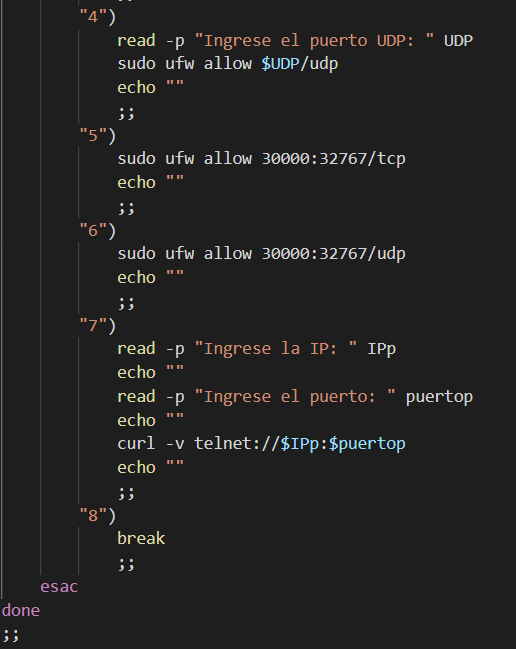 "4")
read -p "Ingrese el puerto UDP: " UDP
sudo ufw allow $UDP/udp
echo ""
;;
"5")
sudo ufw allow 30000:32767/tcp
echo ""
;;
"6")
sudo ufw allow 30000:32767/udp
echo ""
;;
"7")
read -p "Ingrese la IP: " IPp
echo ""
read -p "Ingrese el puerto: " puertop
echo ""
curl -v telnet://$IPp:$puertop
echo ""
;;
"8")
break
;;
esac
done
;;